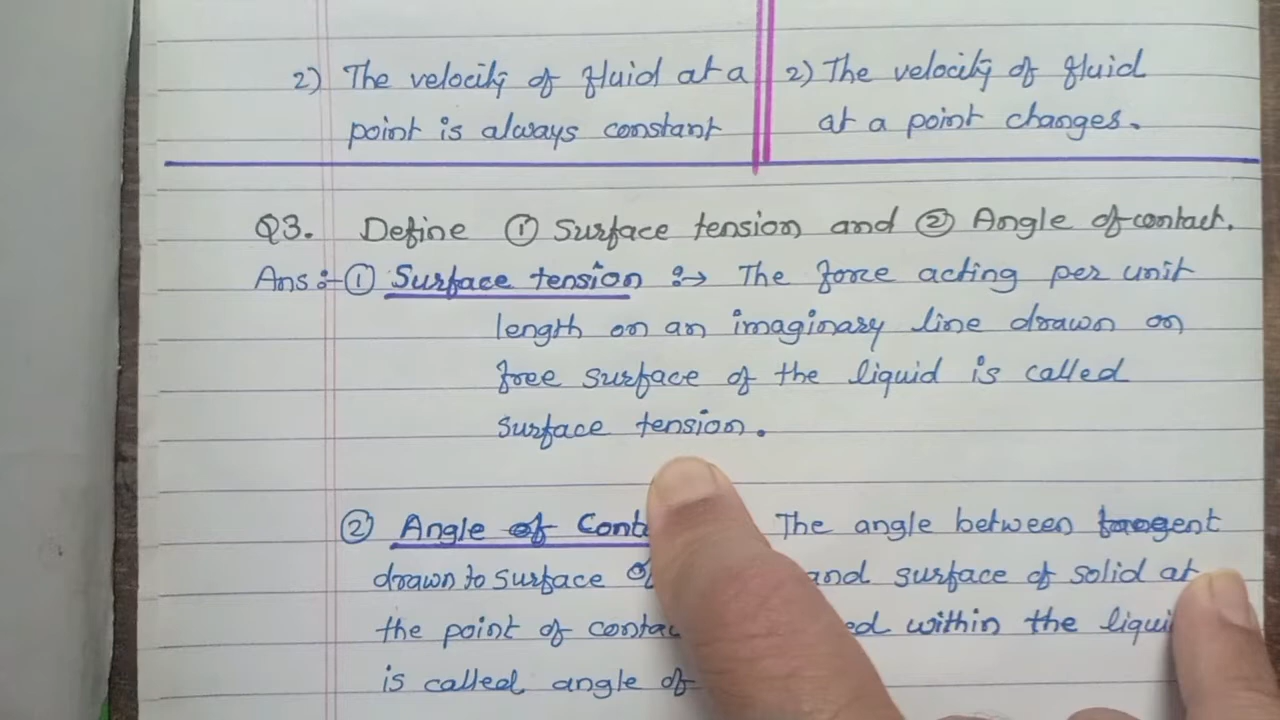 2) The velocity of fluid at a
point is always constant
2) The velocity of fluid
at a point changes.
Q3. Define ① Surface tension and ② Angle of contact.
Ans :- ① Surface tension :→ The force acting per unit
length on an imaginary line drawn on
free surface of the liquid is called
surface tension.
② Angle of The angle between tangent
drawn to surface and surface of solid at
the point of within the
is called angle of